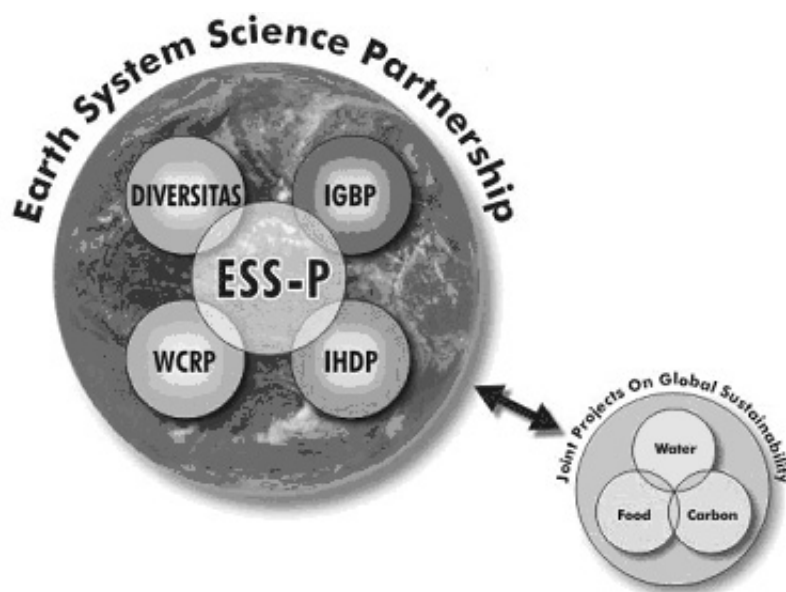 Earth System Science Partnership
DIVERSITAS
IGBP
ESS-P
WCRP
IHDP
Joint Projects On Global Sustainability
Water
Food
Carbon